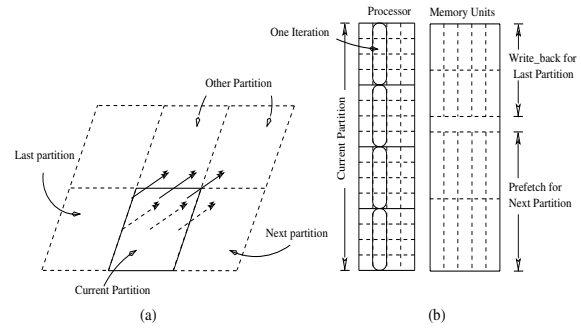 Other Partition
Last partition
Next partition
Current Partition
(a)
Processor
Memory Units
One Iteration
Current Partition
Write_back for
Last Partition
Prefetch for
Next Partition
(b)